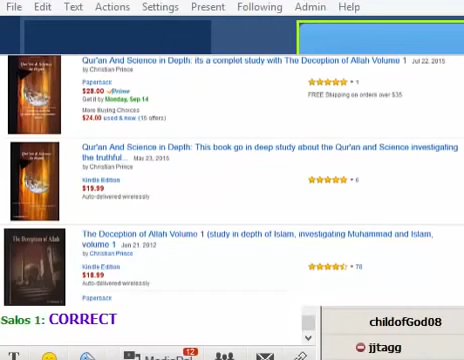 File Edit Text Actions Settings Present Following Admin Help
Qur'an And Science in Depth: its a complet study with The Deception of Allah Volume 1 Jul 22, 2015
by Christian Prince
Paperback
$28.00 Prime
Get it by Monday, Sep 14
More Buying Choices
$24.00 used & new (15 offers)
1
FREE Shipping on orders over $35
Qur'an And Science in Depth: This book go in deep study about the Qur'an and Science investigating
the truthful... May 23, 2015
by Christian Prince
Kindle Edition
$19.99
Auto-delivered wirelessly
6
The Deception of Allah Volume 1 (study in depth of Islam, investigating Muhammad and Islam,
volume 1 Jun 21, 2012
by Christian Prince
Kindle Edition
$18.99
Auto-delivered wirelessly
Paperback
78
The Deception of Allah
Salos 1: CORRECT
childofGod08
jjtagg
T
12